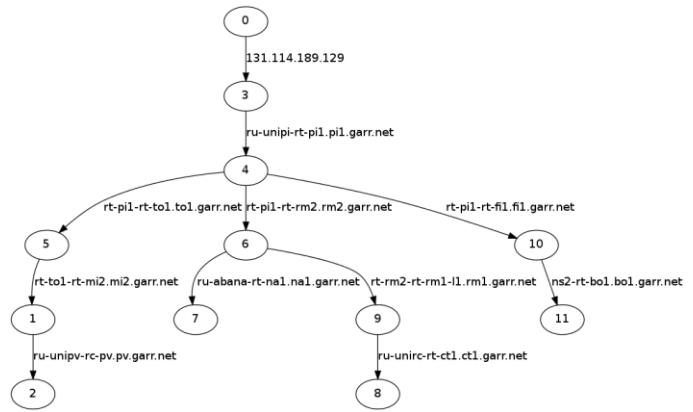 0
131.114.189.129
3
ru-unipi-rt-pi1.pi1.garr.net
4
rt-pi1-rt-to1.to1.garr.net rt-pi1-rt-rm2.rm2.garr.net rt-pi1-rt-fi1.fi1.garr.net
5 6 10
rt-to1-rt-mi2.mi2.garr.net ru-abana-rt-na1.na1.garr.net rt-rm2-rt-rm1-l1.rm1.garr.net ns2-rt-bo1.bo1.garr.net
1 7 9 11
ru-unipv-rc-pv.pv.garr.net ru-unirc-rt-ct1.ct1.garr.net
2 8